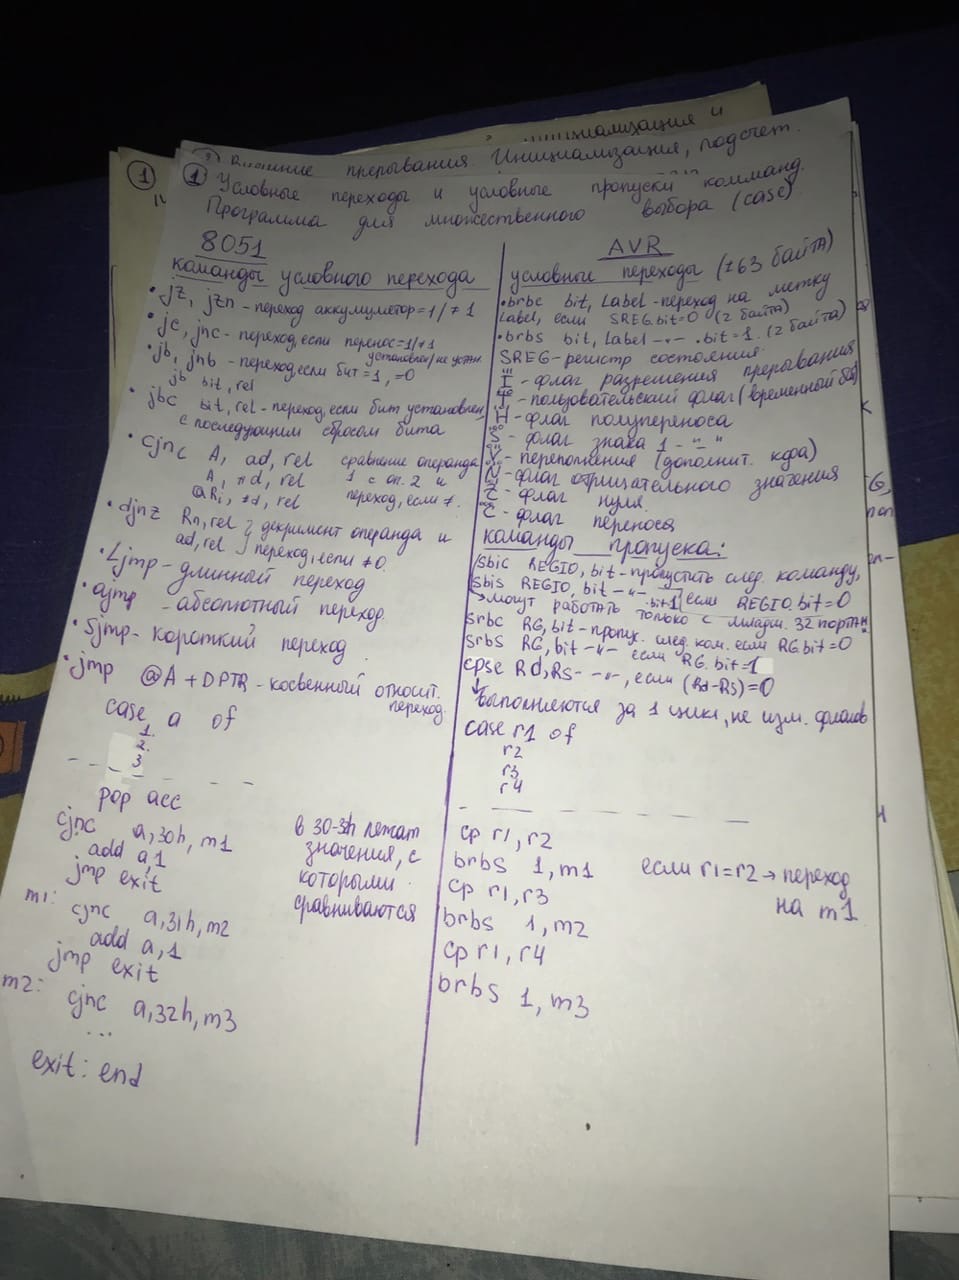 инициализация и
Внешние прерывания Инициализация, подсчет.
1
1 Условные переходы и условные пропуски комманд.
Программа для множественного выбора (case)
8051
команды условного перехода
• jz, jzn - переход аккумулятор=1/≠1
• jc, jnc - переход, если перенос=1/≠1
установлен/не устан.
• jb, jnb - переход если бит =1, =0
jb bit, rel
• jbc bit, rel - переход, если бит установлен,
с последующим сбросом бита
• cjnc A, ad, rel сравнение операнда
A, #d, rel 1 с оп. 2 и
@Ri, #d, rel переход, если ≠.
• djnz Rn, rel } декримент операнда и
ad, rel } переход, если ≠0.
• Ljmp - длинный переход
• ajmp - абсолютный переход.
• Sjmp - короткий переход
• jmp @A + DPTR - косвенный относит.
переход.
case a of
1.
2.
3
pop acc
cjnc a, 30h, m1
add a, 1
jmp exit
m1: cjnc a, 31h, m2
add a, 1
jmp exit
m2: cjnc a, 32h, m3
...
exit: end
в 30-3h лежат
значения, с
которыми
сравниваются
AVR
условные переходы (±63 байта)
• brbc bit, Label - переход на метку
Label, если SREG.bit=0 (2 байта)
• brbs bit, Label -"- .bit=1. (2 байта)
SREG - регистр состояния.
I - флаг разрешения прерывания
T - пользовательский флаг (временный
H - флаг полупереноса
S - флаг знака 1 - "-"
V - переполнения (дополнит. кода)
N - флаг отрицательного значения
Z - флаг нуля
C - флаг переноса
команды пропуска:
sbic REGIO, bit - пропустить след. команду,
sbis REGIO, bit -"- .bit=1 если REGIO.bit=0
→ могут работать только с младш. 32 портами
srbc RG, bit - пропус. след. ком. если RG.bit=0
srbs RG, bit -"- если RG.bit=1
cpse Rd, Rs -"-, если (Rd-Rs)=0
выполняются за 1 цикл, не изм. флагов
case r1 of
r2
r3
r4
cp r1, r2
brbs 1, m1 если r1=r2 → переход
на m1
cp r1, r3
brbs 1, m2
cp r1, r4
brbs 1, m3